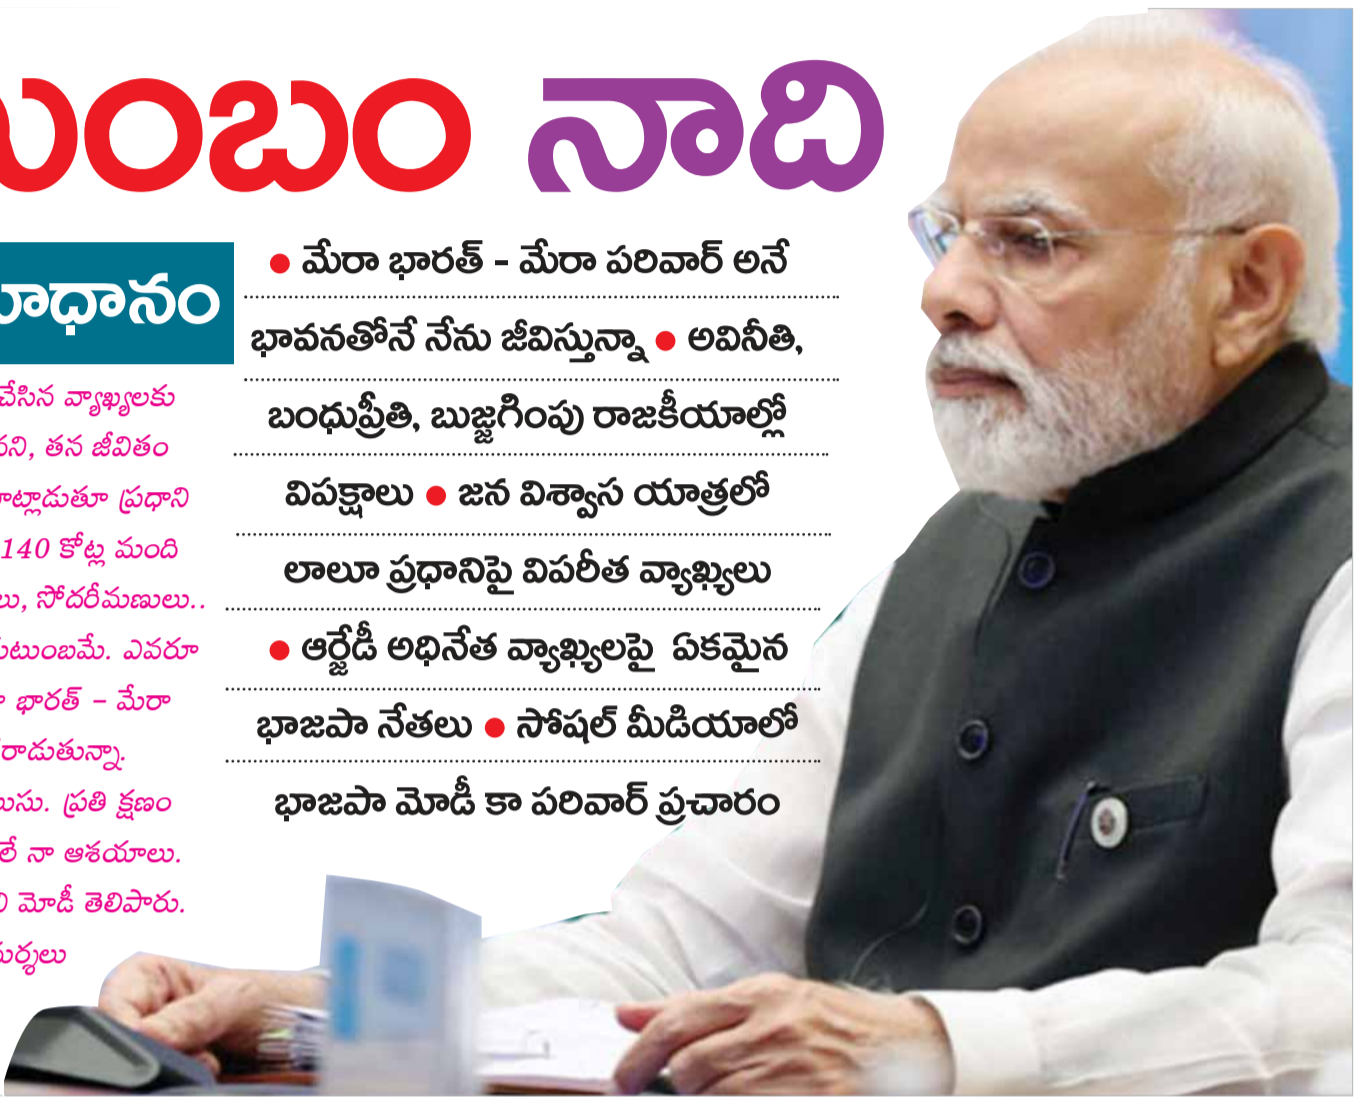 టుంబం నాది
మాధానం
● మేరా భారత్ - మేరా పరివార్ అనే
భావనతోనే నేను జీవిస్తున్నా ● అవినీతి,
బంధుప్రీతి, బుజ్జగింపు రాజకీయాల్లో
విపక్షాలు ● జన విశ్వాస యాత్రలో
లాలూ ప్రధానిపై విపరీత వ్యాఖ్యలు
● ఆర్జేడీ అధినేత వ్యాఖ్యలపై ఏకమైన
భాజపా నేతలు ● సోషల్ మీడియాలో
భాజపా మోడీ కా పరివార్ ప్రచారం
చేసిన వ్యాఖ్యలకు
తన జీవితం
మాట్లాడుతూ ప్రధాని
140 కోట్ల మంది
లు, సోదరీమణులు..
కుటుంబమే. ఎవరూ
భారత్ - మేరా
రాడుతున్నా.
లుసు. ప్రతి క్షణం
లే నా ఆశయాలు.
మోడీ తెలిపారు.